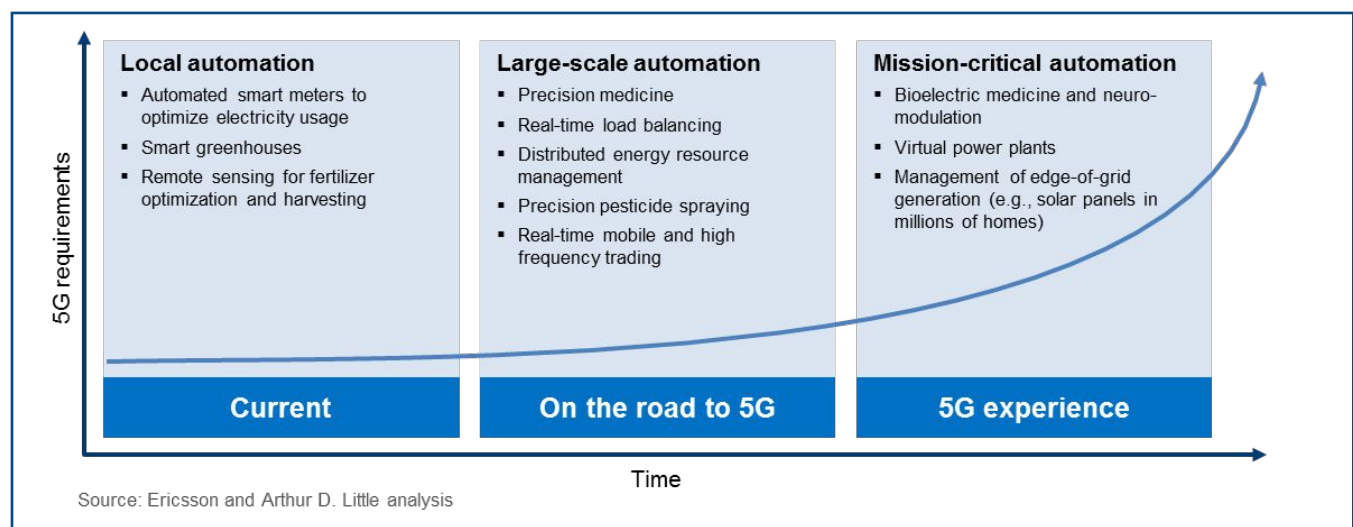 5G requirements
Local automation
▪ Automated smart meters to
optimize electricity usage
▪ Smart greenhouses
▪ Remote sensing for fertilizer
optimization and harvesting
Current
Large-scale automation
▪ Precision medicine
▪ Real-time load balancing
▪ Distributed energy resource
management
▪ Precision pesticide spraying
▪ Real-time mobile and high
frequency trading
On the road to 5G
Mission-critical automation
▪ Bioelectric medicine and neuro-
modulation
▪ Virtual power plants
▪ Management of edge-of-grid
generation (e.g., solar panels in
millions of homes)
5G experience
Time
Source: Ericsson and Arthur D. Little analysis